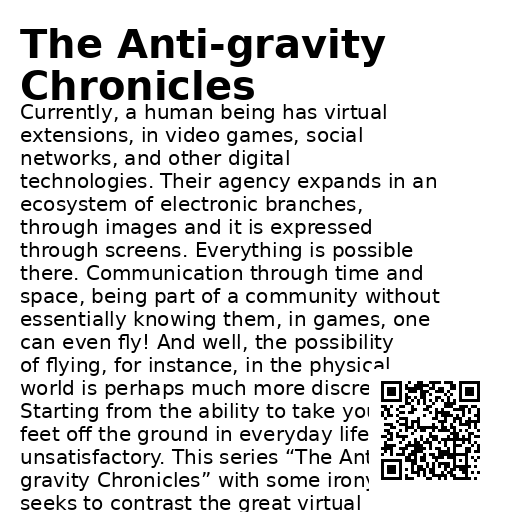 The Anti-gravity
Chronicles
Currently, a human being has virtual
extensions, in video games, social
networks, and other digital
technologies. Their agency expands in an
ecosystem of electronic branches,
through images and it is expressed
through screens. Everything is possible
there. Communication through time and
space, being part of a community without
essentially knowing them, in games, one
can even fly! And well, the possibility
of flying, for instance, in the physical
world is perhaps much more
Starting from the ability to take
feet off the ground in everyday life
unsatisfactory. This series “The
gravity Chronicles” with some irony
seeks to contrast the great virtual